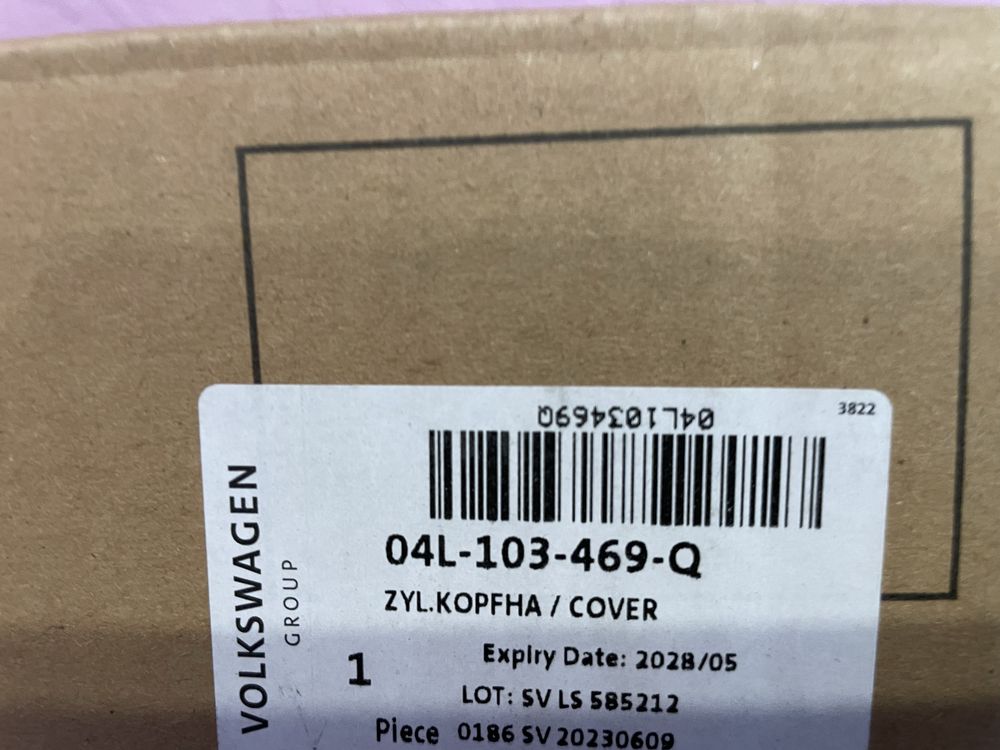 3822
04L103469Q
04L-103-469-Q
ZYL.KOPFHA / COVER
Expiry Date: 2028/05
LOT: SV LS 585212
1
Piece 0186 SV 20230609
VOLKSWAGEN
GROUP